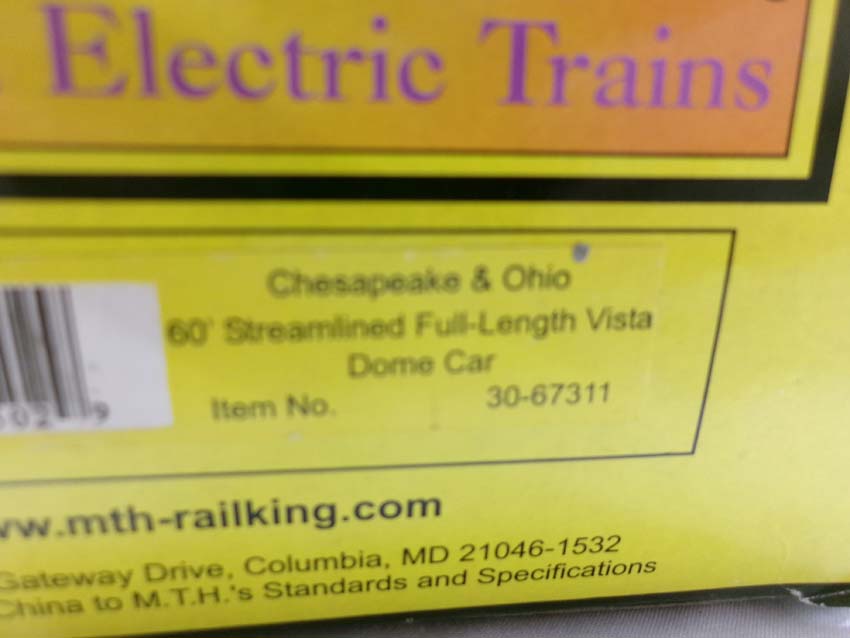 Electric Trains
Chesapeake & Ohio
60' Streamlined Full-Length Vista
Dome Car
Item No. 30-67311
9
ww.mth-railking.com
Gateway Drive, Columbia, MD 21046-1532
China to M.T.H.'s Standards and Specifications